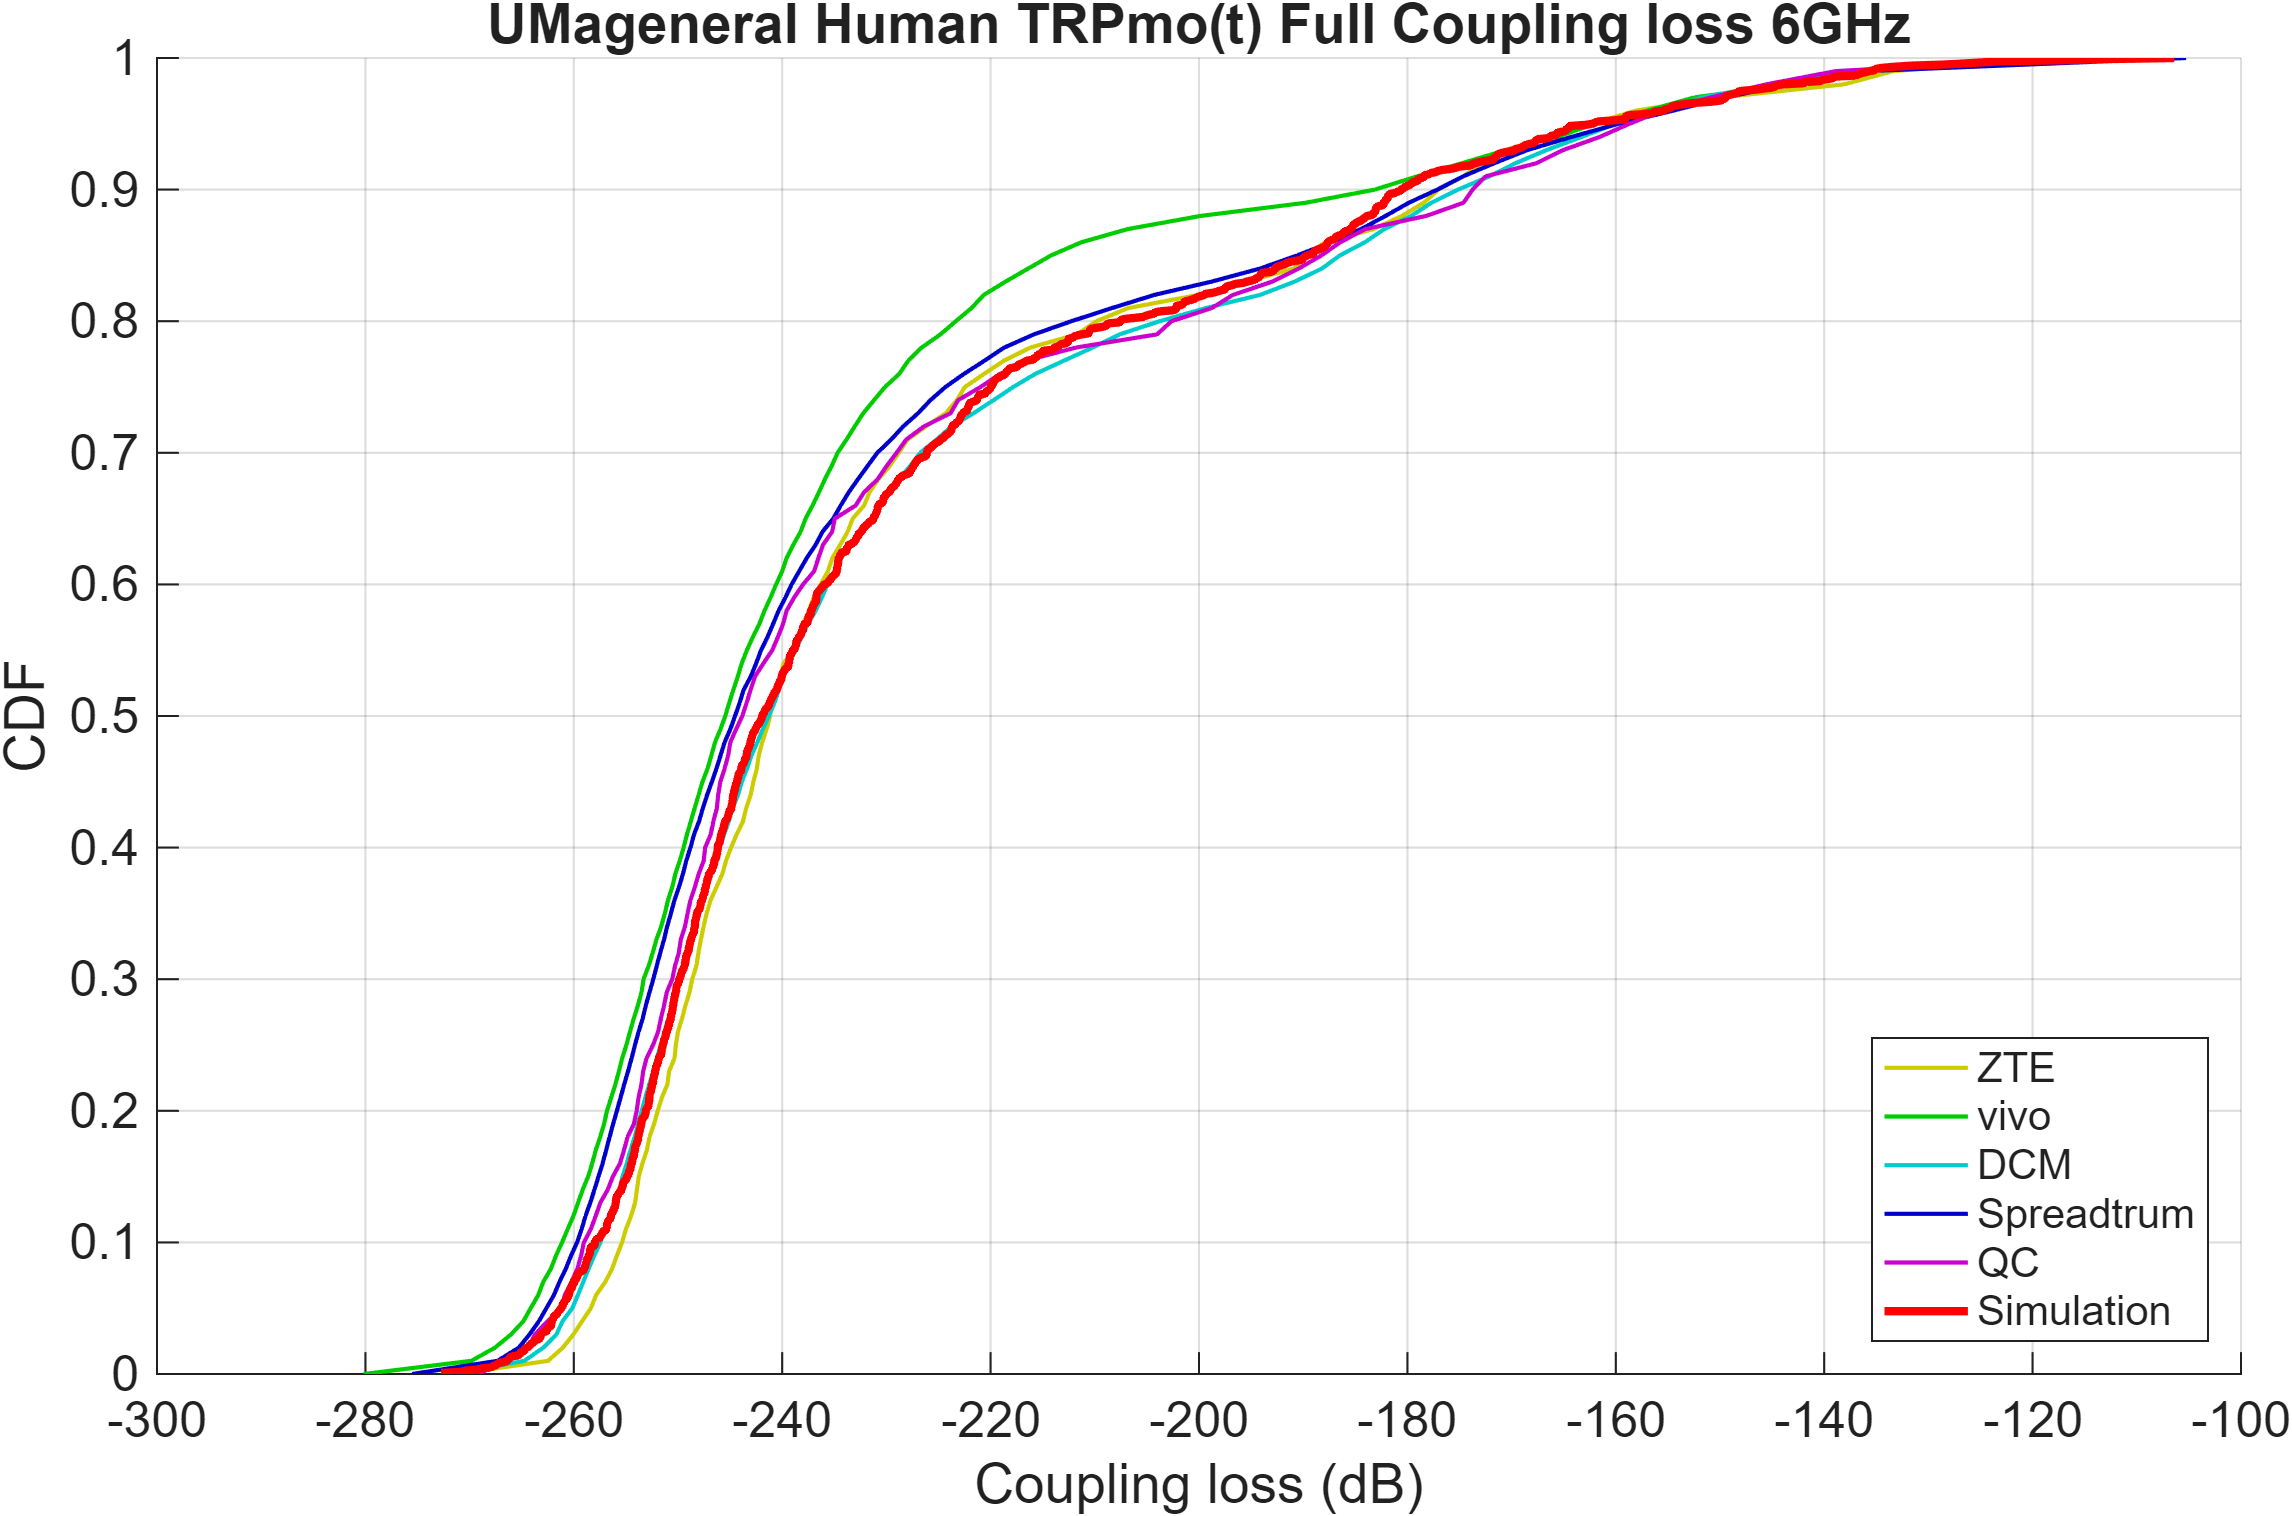 UMageneral Human TRPmo(t) Full Coupling loss 6GHz
1
0.9
0.8
0.7
0.6
0.5
0.4
0.3
0.2
0.1
0
CDF
-300 -280 -260 -240 -220 -200 -180 -160 -140 -120 -100
Coupling loss (dB)
ZTE
vivo
DCM
Spreadtrum
QC
Simulation